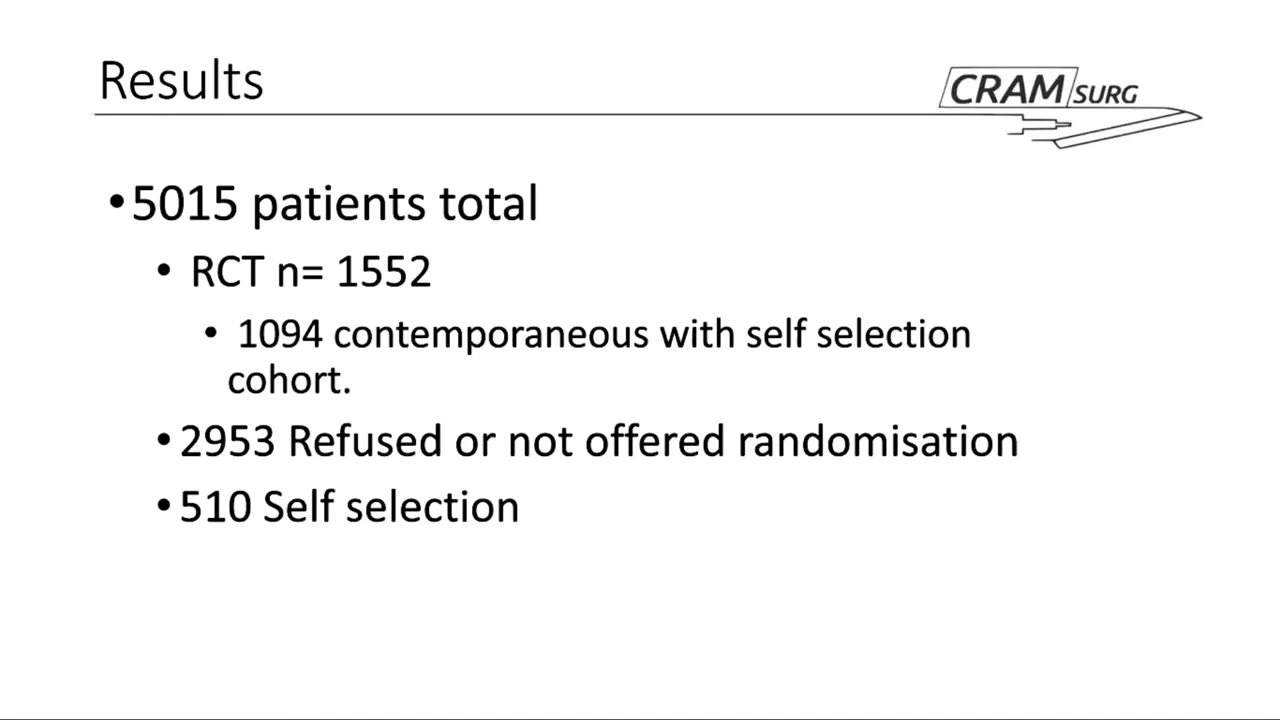 Results
CRAM SURG
•5015 patients total
• RCT n= 1552
• 1094 contemporaneous with self selection
cohort.
•2953 Refused or not offered randomisation
•510 Self selection